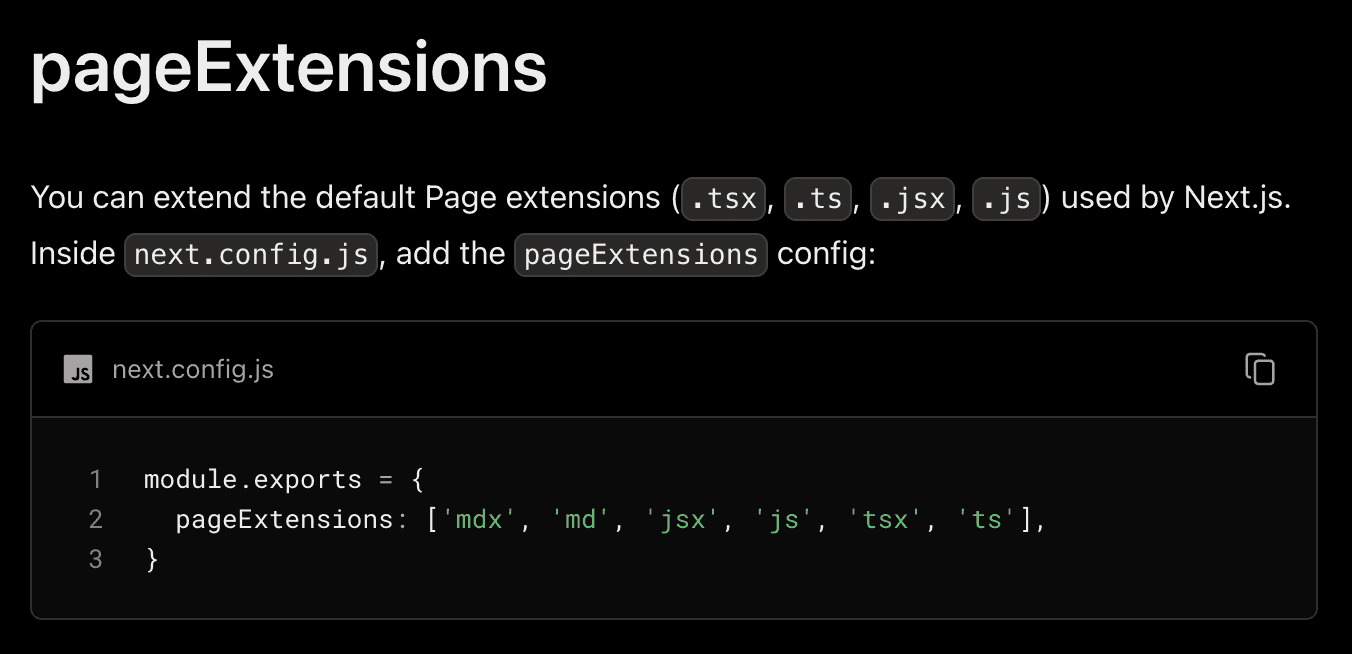 pageExtensions
You can extend the default Page extensions (.tsx, .ts, .jsx, .js) used by Next.js.
Inside next.config.js, add the pageExtensions config:
JS next.config.js
1 module.exports = {
2   pageExtensions: ['mdx', 'md', 'jsx', 'js', 'tsx', 'ts'],
3 }